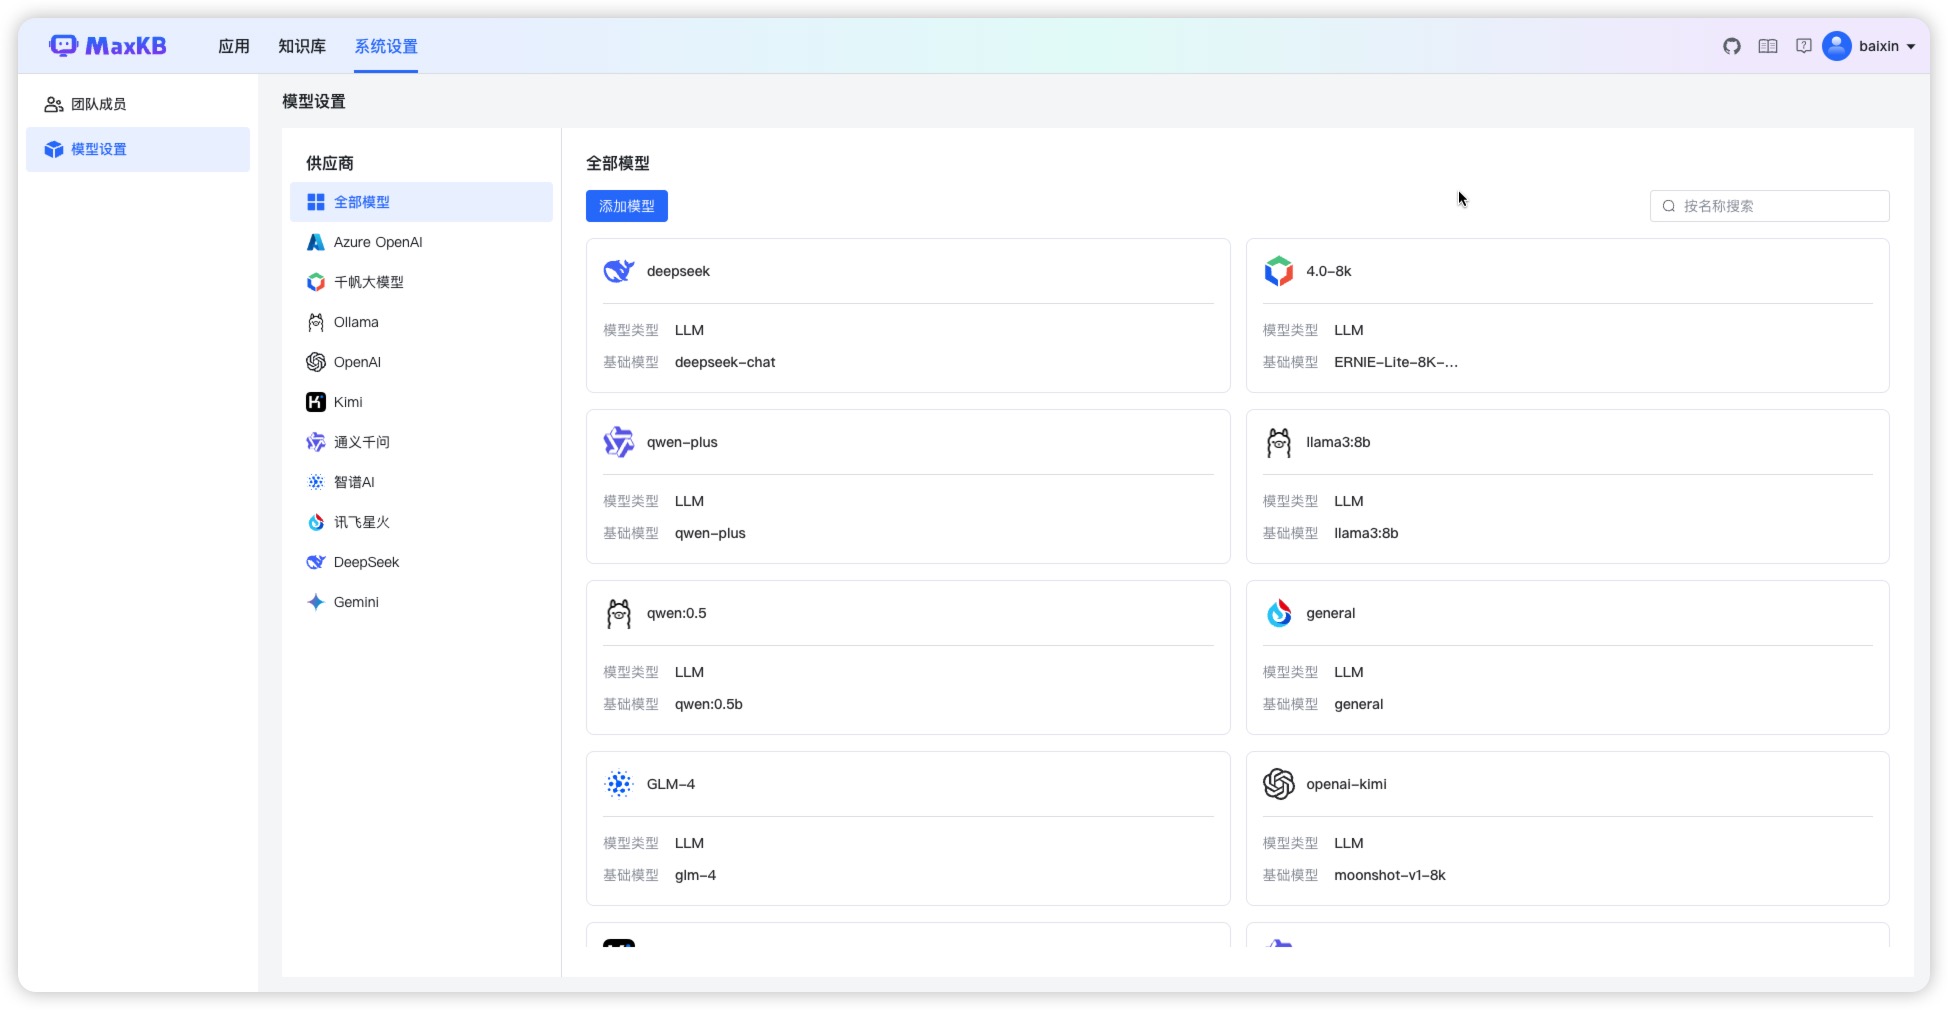 MaxKB 应用 知识库 系统设置 baixin
团队成员
模型设置
模型设置
供应商
全部模型
Azure OpenAI
千帆大模型
Ollama
OpenAI
Kimi
通义千问
智谱AI
讯飞星火
DeepSeek
Gemini
全部模型
添加模型 按名称搜索
deepseek
模型类型 LLM
基础模型 deepseek-chat
4.0-8k
模型类型 LLM
基础模型 ERNIE-Lite-8K-...
qwen-plus
模型类型 LLM
基础模型 qwen-plus
llama3:8b
模型类型 LLM
基础模型 llama3:8b
qwen:0.5
模型类型 LLM
基础模型 qwen:0.5b
general
模型类型 LLM
基础模型 general
GLM-4
模型类型 LLM
基础模型 glm-4
openai-kimi
模型类型 LLM
基础模型 moonshot-v1-8k